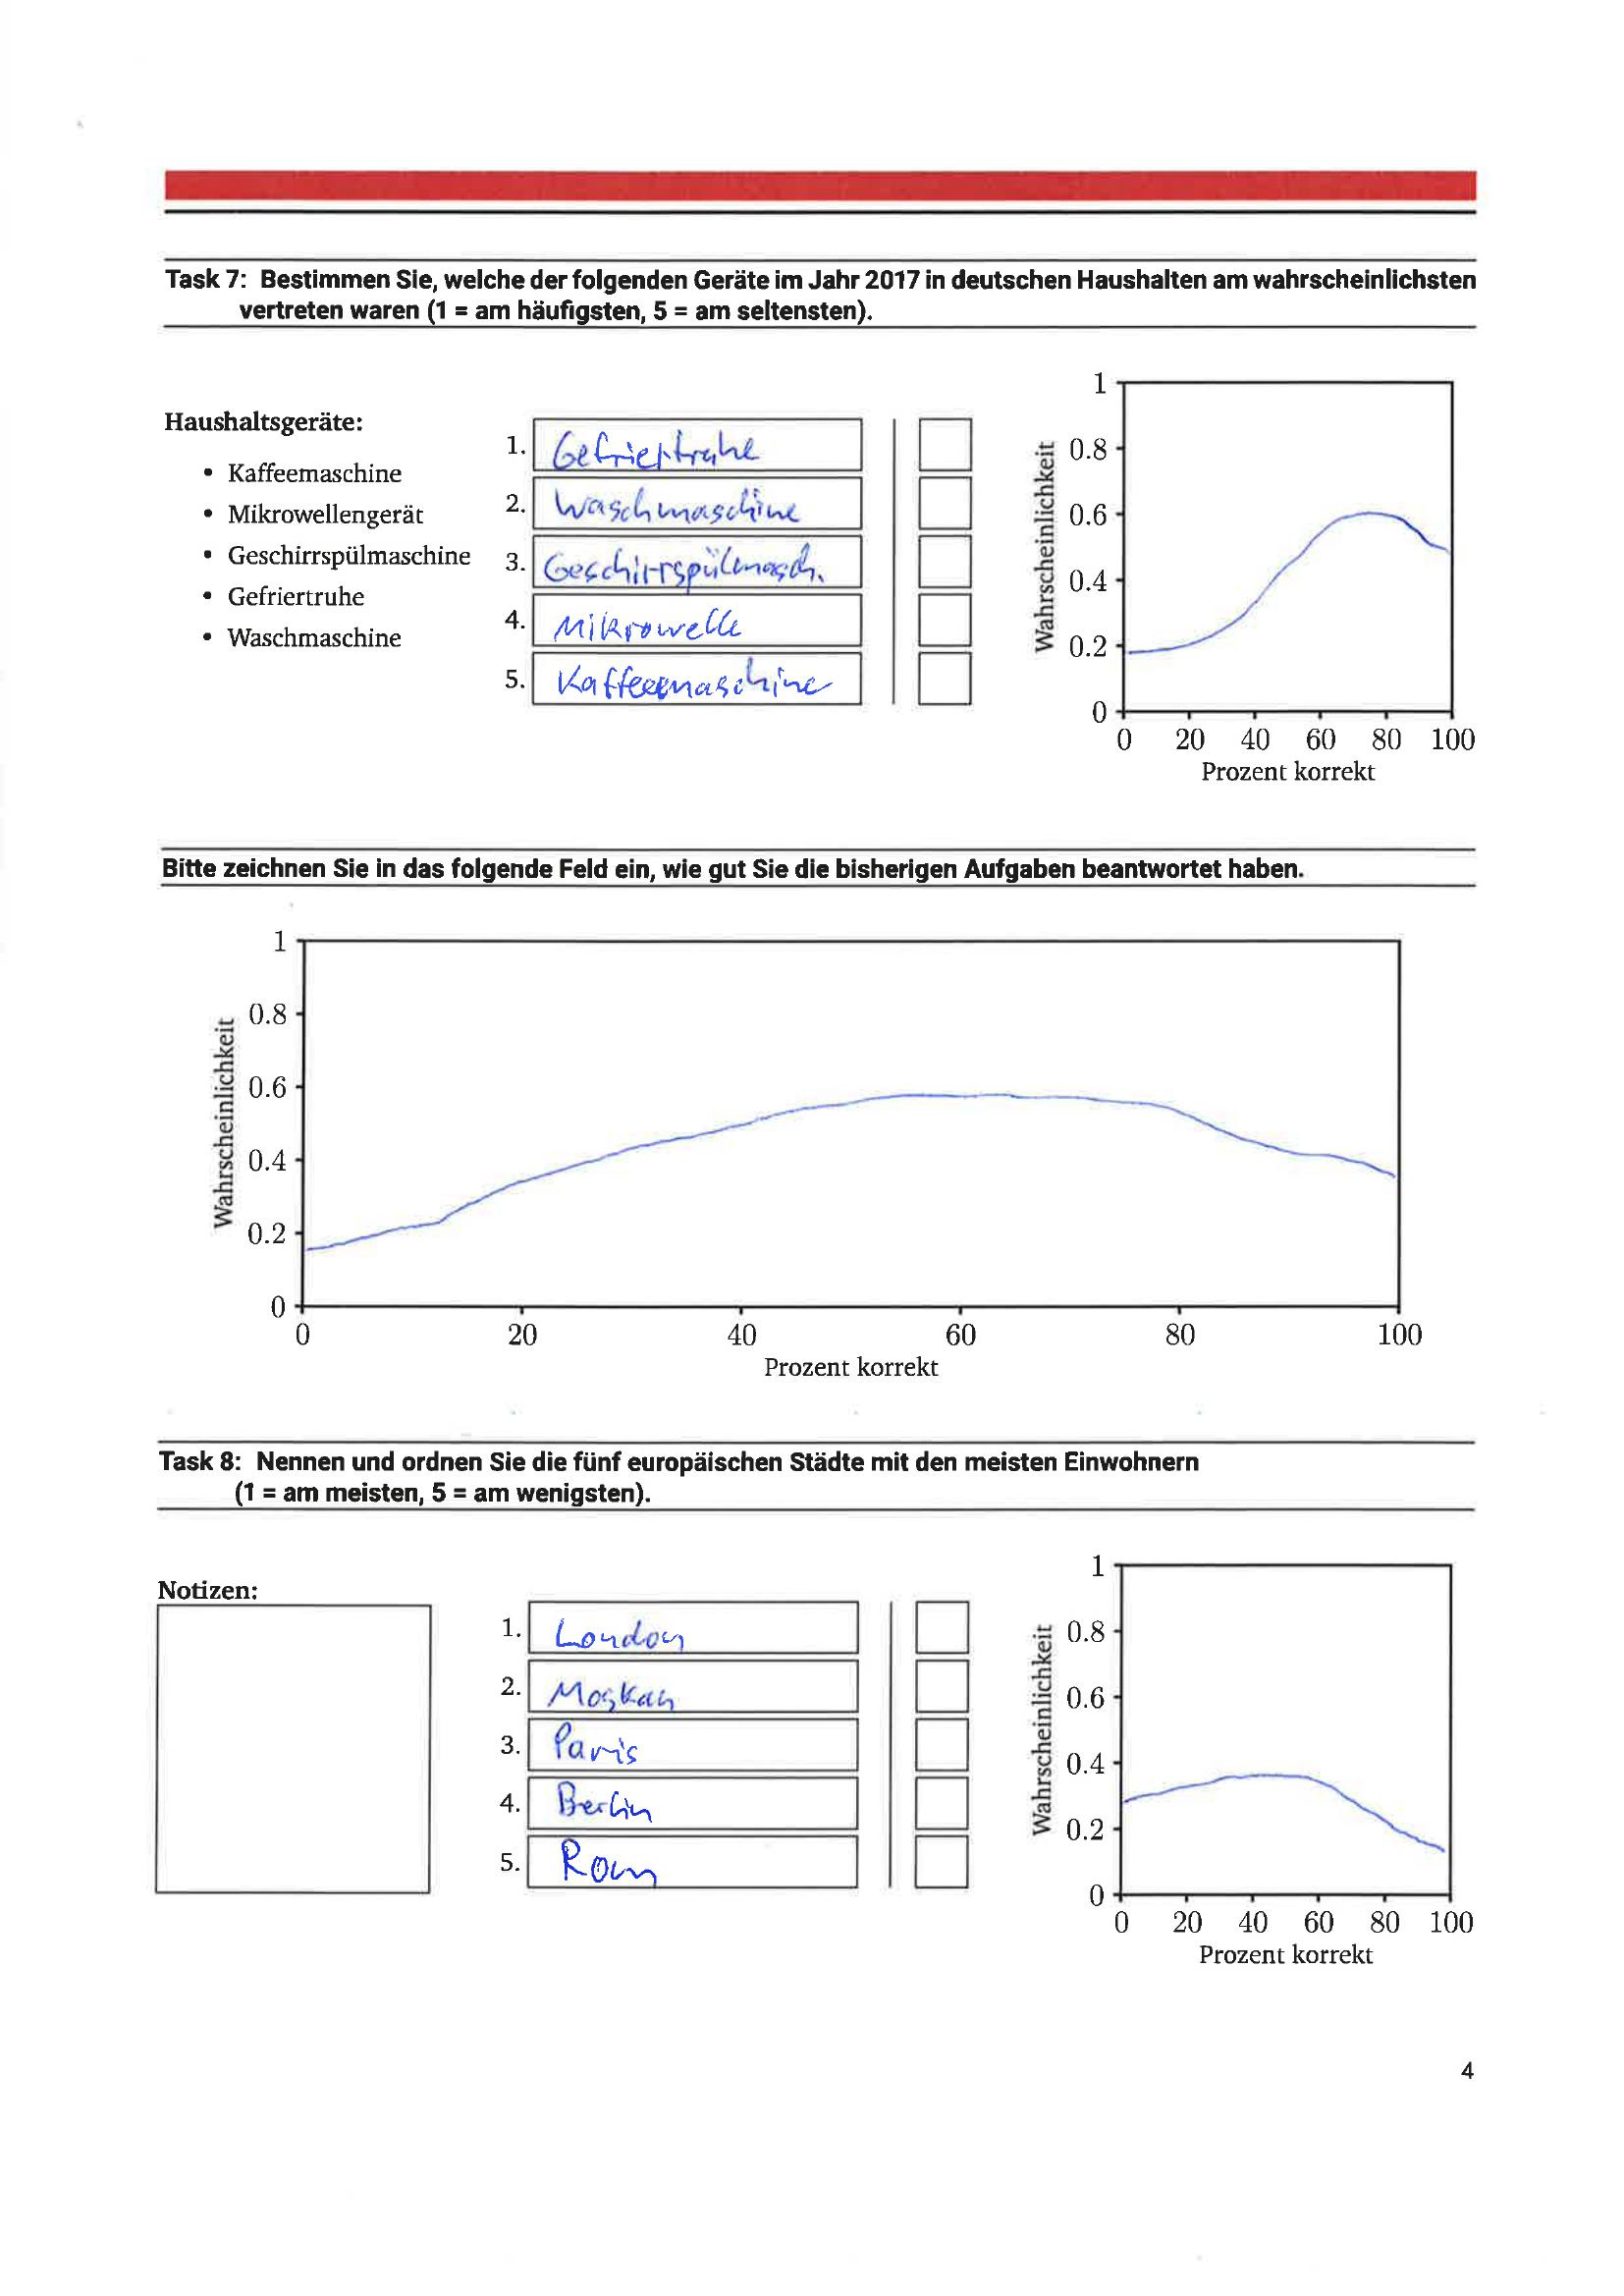 Task 7: Bestimmen Sie, welche der folgenden Geräte im Jahr 2017 in deutschen Haushalten am wahrscheinlichsten
vertreten waren (1 = am häufigsten, 5 = am seltensten).
Haushaltsgeräte:
• Kaffeemaschine
• Mikrowellengerät
• Geschirrspülmaschine
• Gefriertruhe
• Waschmaschine
1. Gefriertruhe
2. Waschmaschine
3. Geschirrspülmasch.
4. Mikrowelle
5. Kaffeemaschine
1
0.8
0.6
0.4
0.2
0
Wahrscheinlichkeit
0 20 40 60 80 100
Prozent korrekt
Bitte zeichnen Sie in das folgende Feld ein, wie gut Sie die bisherigen Aufgaben beantwortet haben.
1
0.8
0.6
0.4
0.2
0
Wahrscheinlichkeit
0 20 40 60 80 100
Prozent korrekt
Task 8: Nennen und ordnen Sie die fünf europäischen Städte mit den meisten Einwohnern
(1 = am meisten, 5 = am wenigsten).
Notizen:
1. London
2. Moskau
3. Paris
4. Berlin
5. Rom
1
0.8
0.6
0.4
0.2
0
Wahrscheinlichkeit
0 20 40 60 80 100
Prozent korrekt
4